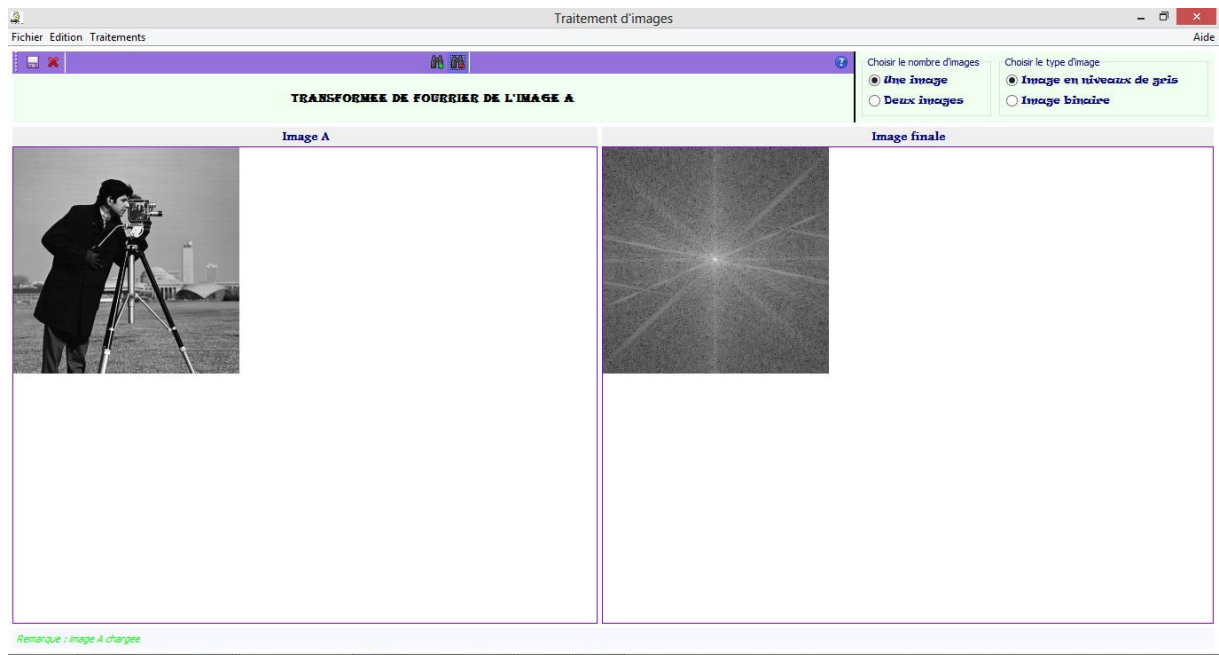 Traitement d'images
Fichier Edition Traitements
Aide
Choisir le nombre d'images
Une image
Deux images
Choisir le type d'image
Image en niveaux de gris
Image binaire
TRANSFORMEE DE FOURRIER DE L'IMAGE A
Image A
Image finale
Remarque : image A chargee